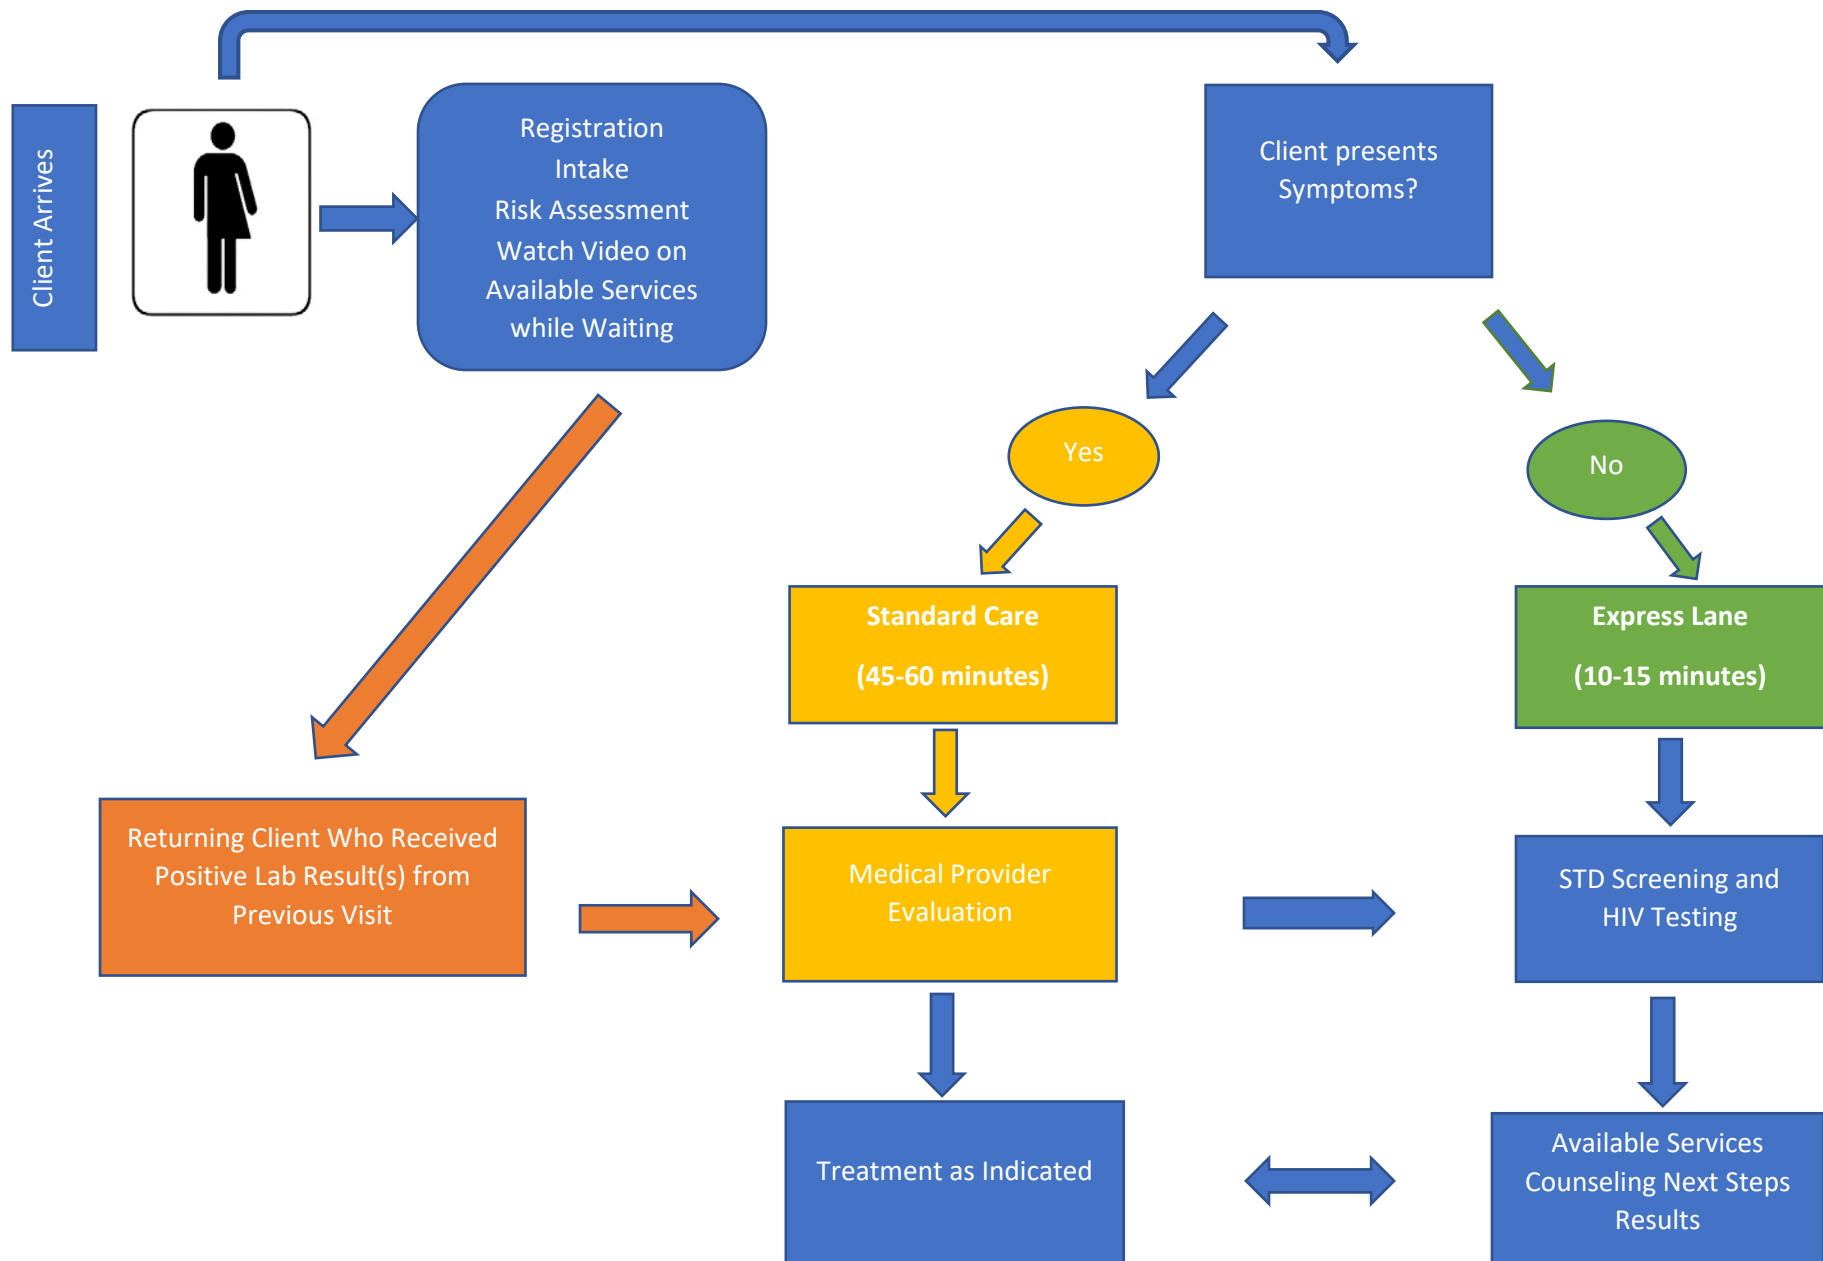 Client Arrives
Registration
Intake
Risk Assessment
Watch Video on
Available Services
while Waiting
Client presents
Symptoms?
Yes
No
Standard Care
(45-60 minutes)
Express Lane
(10-15 minutes)
Returning Client Who Received
Positive Lab Result(s) from
Previous Visit
Medical Provider
Evaluation
STD Screening and
HIV Testing
Treatment as Indicated
Available Services
Counseling Next Steps
Results